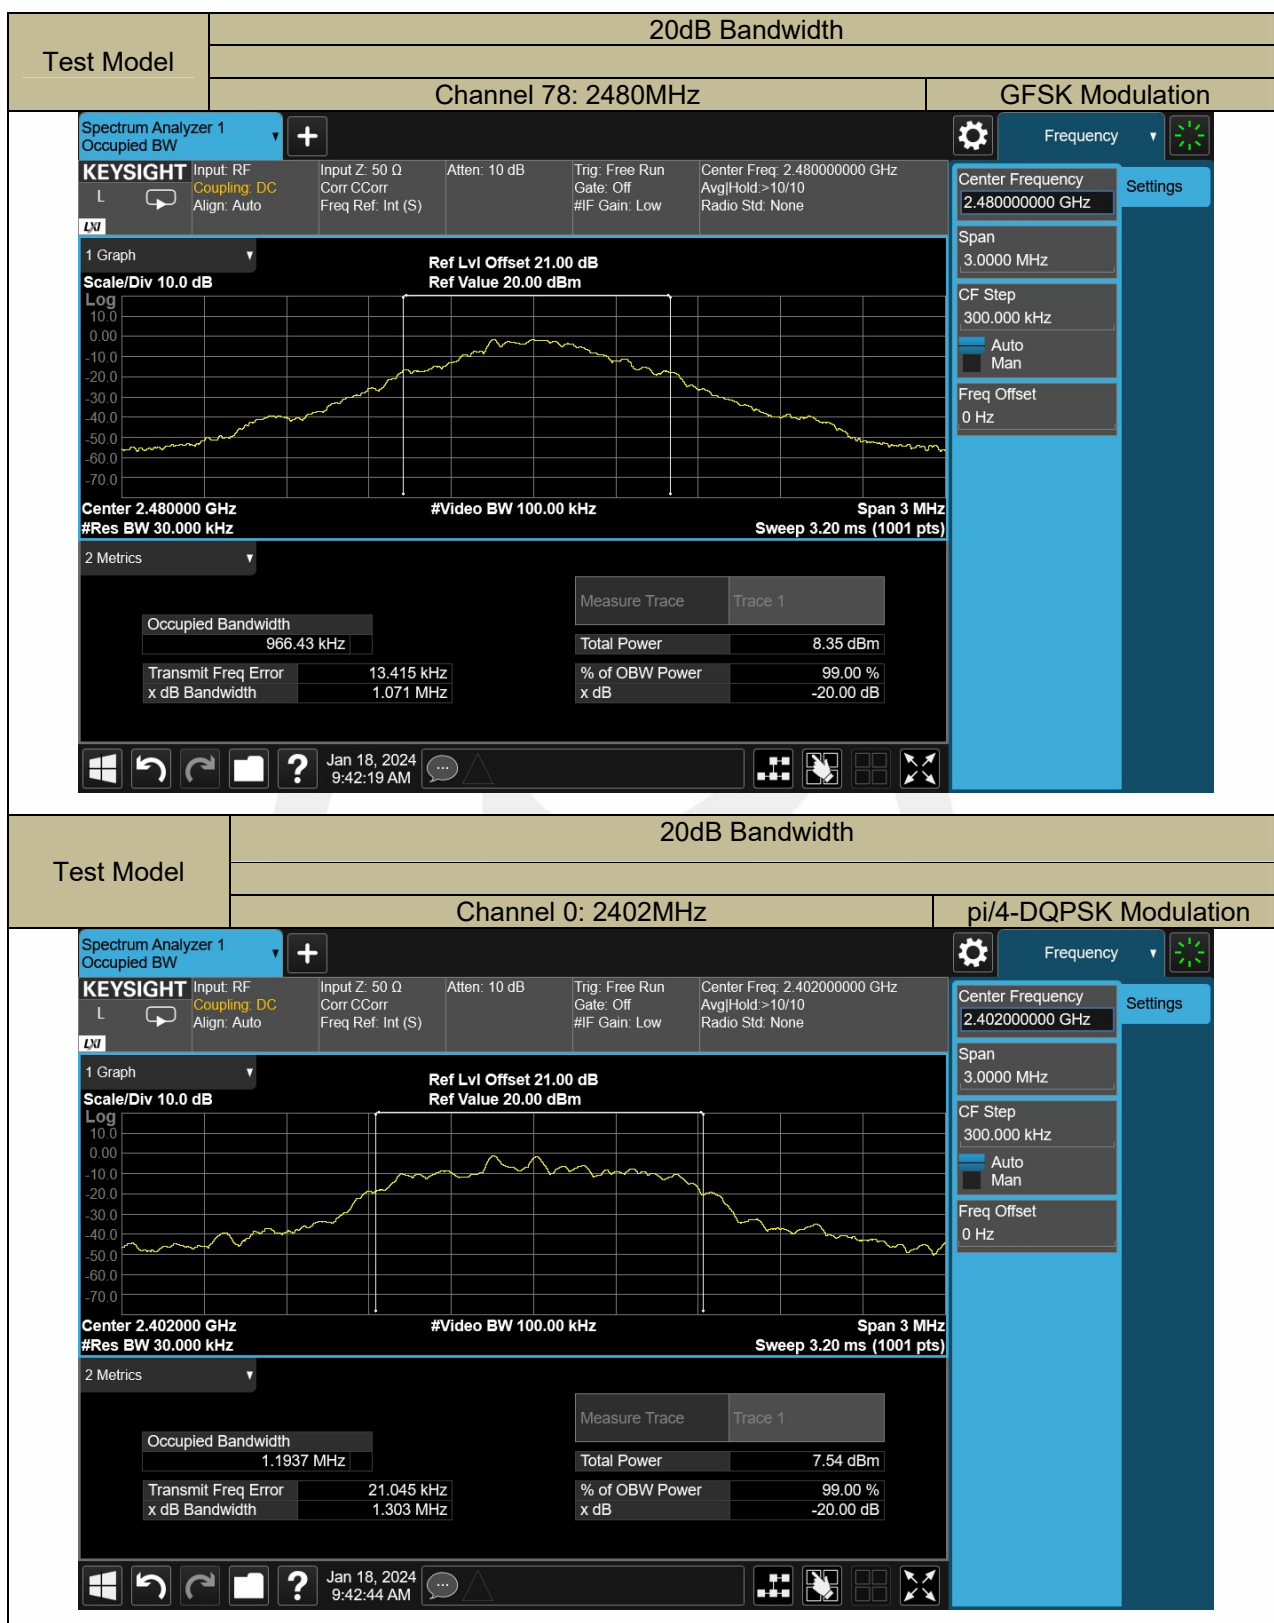 20dB Bandwidth
Test Model
Channel 78: 2480MHz
GFSK Modulation
Spectrum Analyzer 1
Occupied BW
Frequency
KEYSIGHT
L
LXI
Input: RF
Coupling: DC
Align: Auto
Input Z: 50 Ω
Corr CCorr
Freq Ref: Int (S)
Atten: 10 dB
Trig: Free Run
Gate: Off
#IF Gain: Low
Center Freq: 2.480000000 GHz
Avg|Hold:>10/10
Radio Std: None
Center Frequency
2.480000000 GHz
Settings
Span
3.0000 MHz
CF Step
300.000 kHz
Auto
Man
Freq Offset
0 Hz
1 Graph
Scale/Div 10.0 dB
Ref Lvl Offset 21.00 dB
Ref Value 20.00 dBm
Log
10.0
0.00
-10.0
-20.0
-30.0
-40.0
-50.0
-60.0
-70.0
Center 2.480000 GHz
#Res BW 30.000 kHz
#Video BW 100.00 kHz
Span 3 MHz
Sweep 3.20 ms (1001 pts)
2 Metrics
Measure Trace Trace 1
Occupied Bandwidth
966.43 kHz
Total Power 8.35 dBm
Transmit Freq Error 13.415 kHz
% of OBW Power 99.00 %
x dB Bandwidth 1.071 MHz
x dB -20.00 dB
?
Jan 18, 2024
9:42:19 AM
20dB Bandwidth
Test Model
Channel 0: 2402MHz
pi/4-DQPSK Modulation
Spectrum Analyzer 1
Occupied BW
Frequency
KEYSIGHT
L
LXI
Input: RF
Coupling: DC
Align: Auto
Input Z: 50 Ω
Corr CCorr
Freq Ref: Int (S)
Atten: 10 dB
Trig: Free Run
Gate: Off
#IF Gain: Low
Center Freq: 2.402000000 GHz
Avg|Hold:>10/10
Radio Std: None
Center Frequency
2.402000000 GHz
Settings
Span
3.0000 MHz
CF Step
300.000 kHz
Auto
Man
Freq Offset
0 Hz
1 Graph
Scale/Div 10.0 dB
Ref Lvl Offset 21.00 dB
Ref Value 20.00 dBm
Log
10.0
0.00
-10.0
-20.0
-30.0
-40.0
-50.0
-60.0
-70.0
Center 2.402000 GHz
#Res BW 30.000 kHz
#Video BW 100.00 kHz
Span 3 MHz
Sweep 3.20 ms (1001 pts)
2 Metrics
Measure Trace Trace 1
Occupied Bandwidth
1.1937 MHz
Total Power 7.54 dBm
Transmit Freq Error 21.045 kHz
% of OBW Power 99.00 %
x dB Bandwidth 1.303 MHz
x dB -20.00 dB
?
Jan 18, 2024
9:42:44 AM